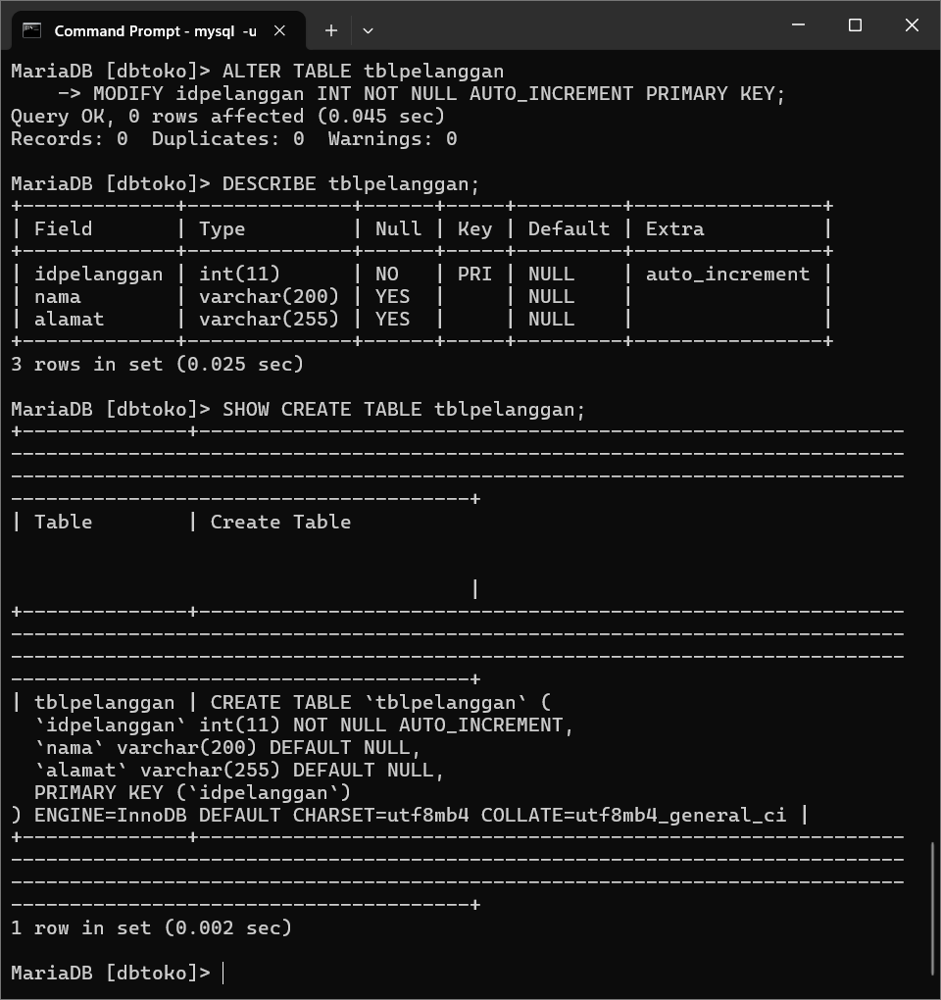 Command Prompt - mysql -u
MariaDB [dbtoko]> ALTER TABLE tblpelanggan
    -> MODIFY idpelanggan INT NOT NULL AUTO_INCREMENT PRIMARY KEY;
Query OK, 0 rows affected (0.045 sec)
Records: 0  Duplicates: 0  Warnings: 0

MariaDB [dbtoko]> DESCRIBE tblpelanggan;
+-------------+--------------+------+-----+---------+----------------+
| Field       | Type         | Null | Key | Default | Extra          |
+-------------+--------------+------+-----+---------+----------------+
| idpelanggan | int(11)      | NO   | PRI | NULL    | auto_increment |
| nama        | varchar(200) | YES  |     | NULL    |                |
| alamat      | varchar(255) | YES  |     | NULL    |                |
+-------------+--------------+------+-----+---------+----------------+
3 rows in set (0.025 sec)

MariaDB [dbtoko]> SHOW CREATE TABLE tblpelanggan;
+--------------+------------------------------------------------------------
----------------------------------------------------------------------------
----------------------------------------------------------------------------
---------------------------------------+
| Table        | Create Table


                                       |
+--------------+------------------------------------------------------------
----------------------------------------------------------------------------
----------------------------------------------------------------------------
---------------------------------------+
| tblpelanggan | CREATE TABLE `tblpelanggan` (
  `idpelanggan` int(11) NOT NULL AUTO_INCREMENT,
  `nama` varchar(200) DEFAULT NULL,
  `alamat` varchar(255) DEFAULT NULL,
  PRIMARY KEY (`idpelanggan`)
) ENGINE=InnoDB DEFAULT CHARSET=utf8mb4 COLLATE=utf8mb4_general_ci |
+--------------+------------------------------------------------------------
----------------------------------------------------------------------------
----------------------------------------------------------------------------
---------------------------------------+
1 row in set (0.002 sec)

MariaDB [dbtoko]>